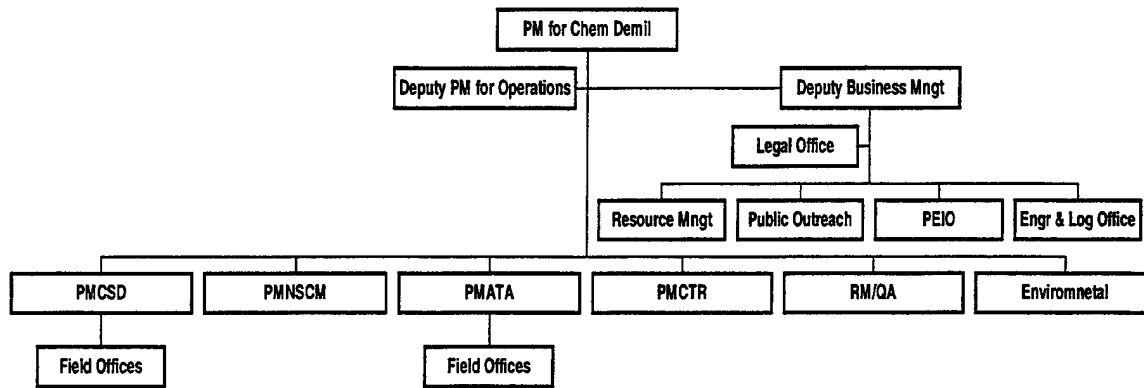 PM for Chem Demil
Deputy PM for Operations
Deputy Business Mngt
Legal Office
Resource Mngt
Public Outreach
PEIO
Engr & Log Office
PMCSD
PMNSCM
PMATA
PMCTR
RM/QA
Enviromnetal
Field Offices
Field Offices